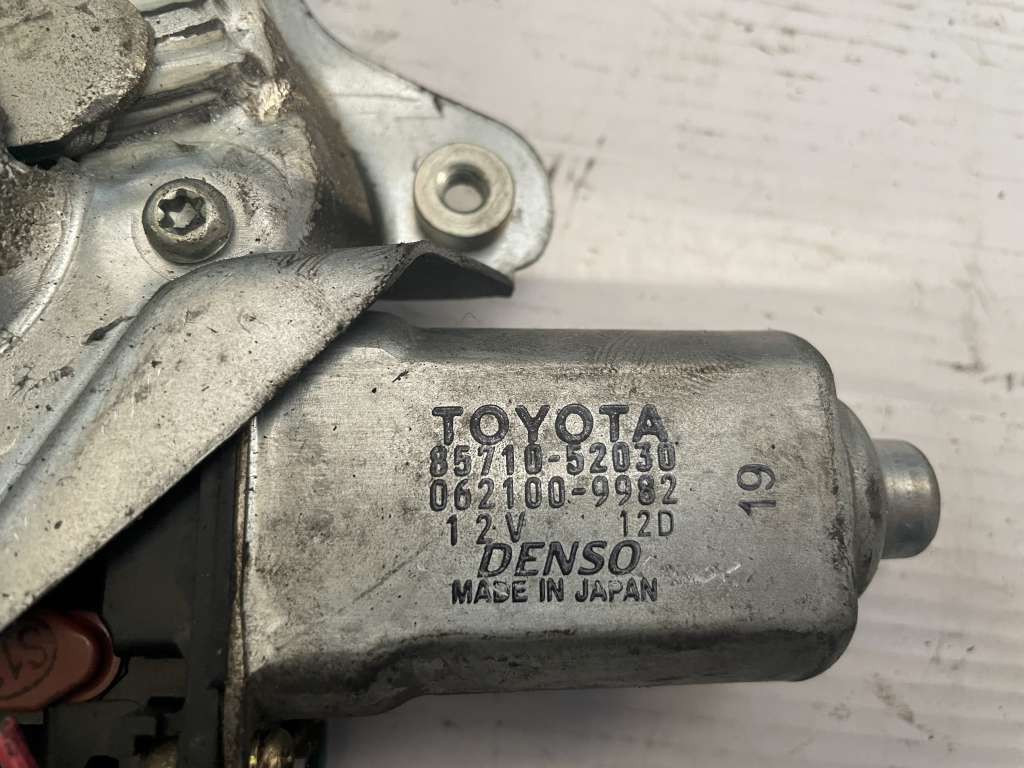 TOYOTA
85710-52030
062100-9982
12V 12D
DENSO
MADE IN JAPAN
19